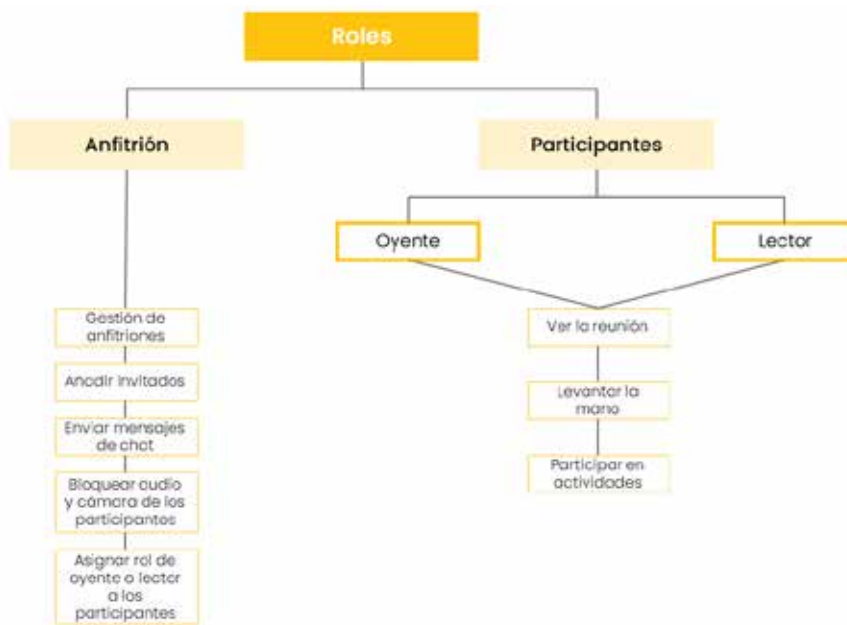 Roles
Anfitrión
Participantes
Oyente
Lector
Gestión de
anfitriones
Anadir invitados
Enviar mensajes
de chat
Bloquear audio
y cámara de los
participantes
Asignar rol de
oyente o lector
a los
participantes
Ver la reunión
Levantar la
mano
Participar en
actividades